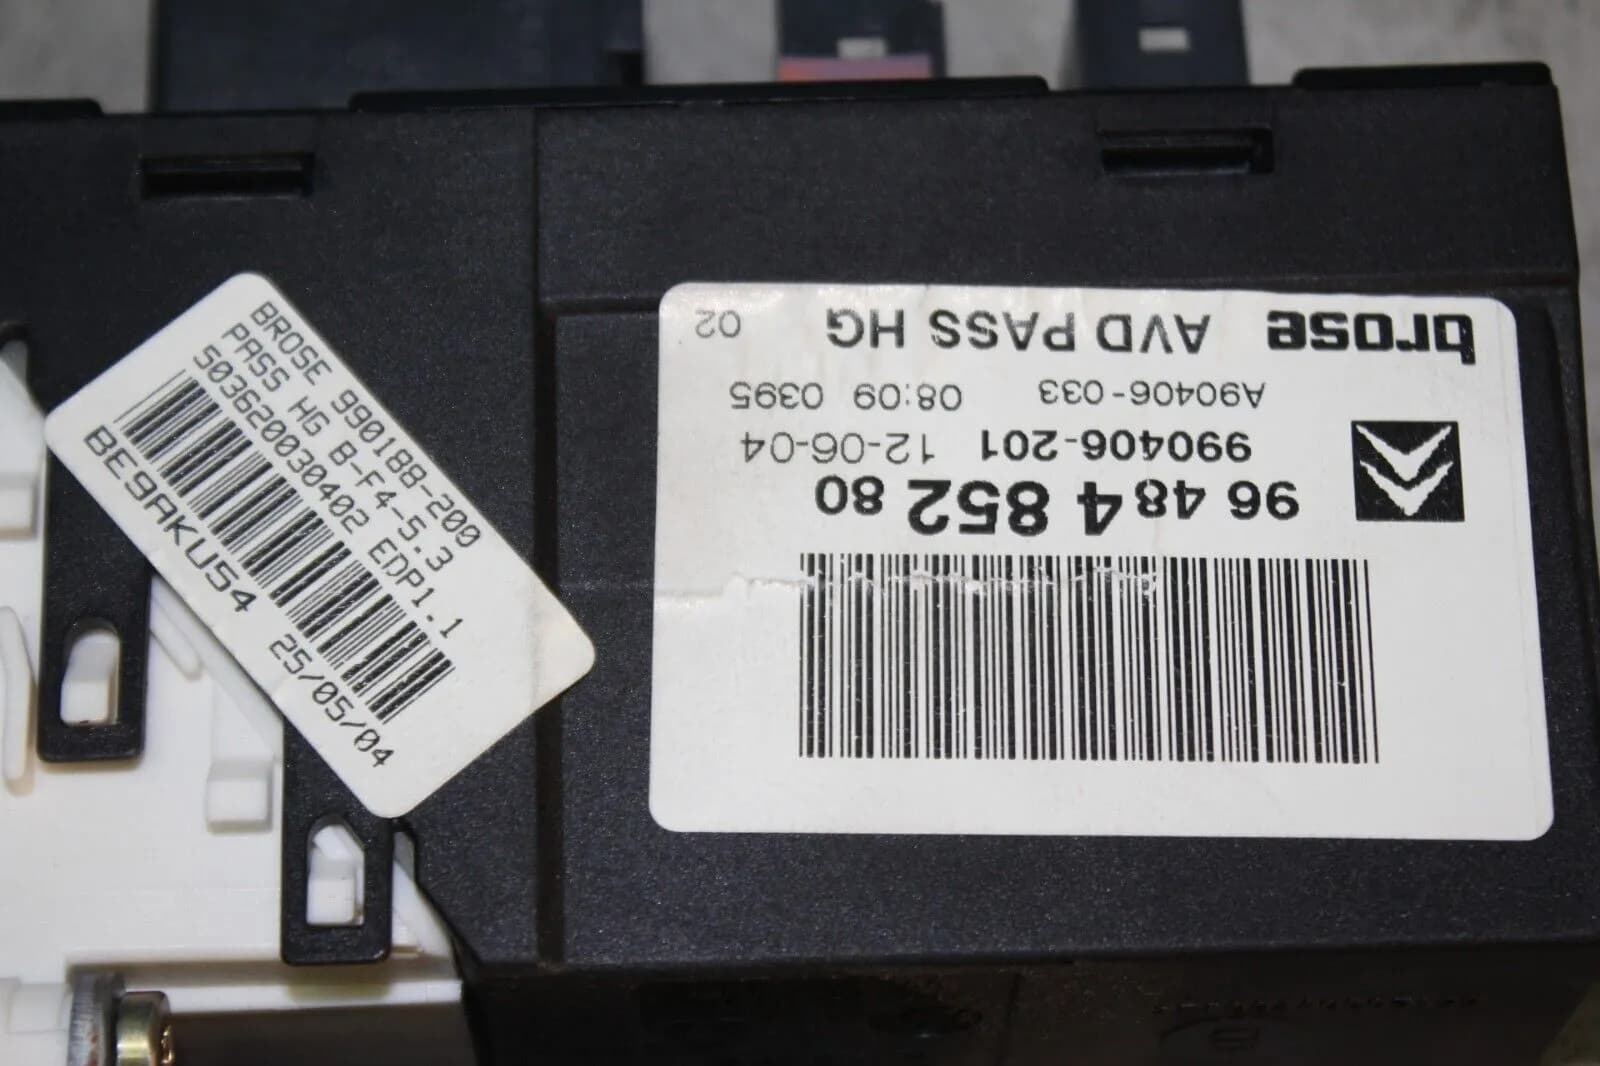 BROSE 990188-200
PASS HG B-F4-5.3
503620030402 EDP1.1
BE9AKU54 25/05/04
brose AVD PASS HG 02
A90406-033 08:09 0395
990406-201 12-06-04
96 484 852 80